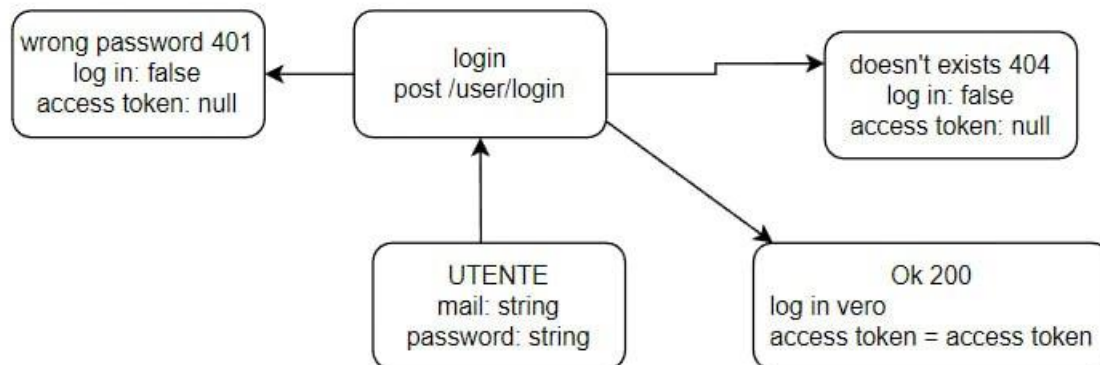 wrong password 401
log in: false
access token: null
login
post /user/login
doesn't exists 404
log in: false
access token: null
UTENTE
mail: string
password: string
Ok 200
log in vero
access token = access token